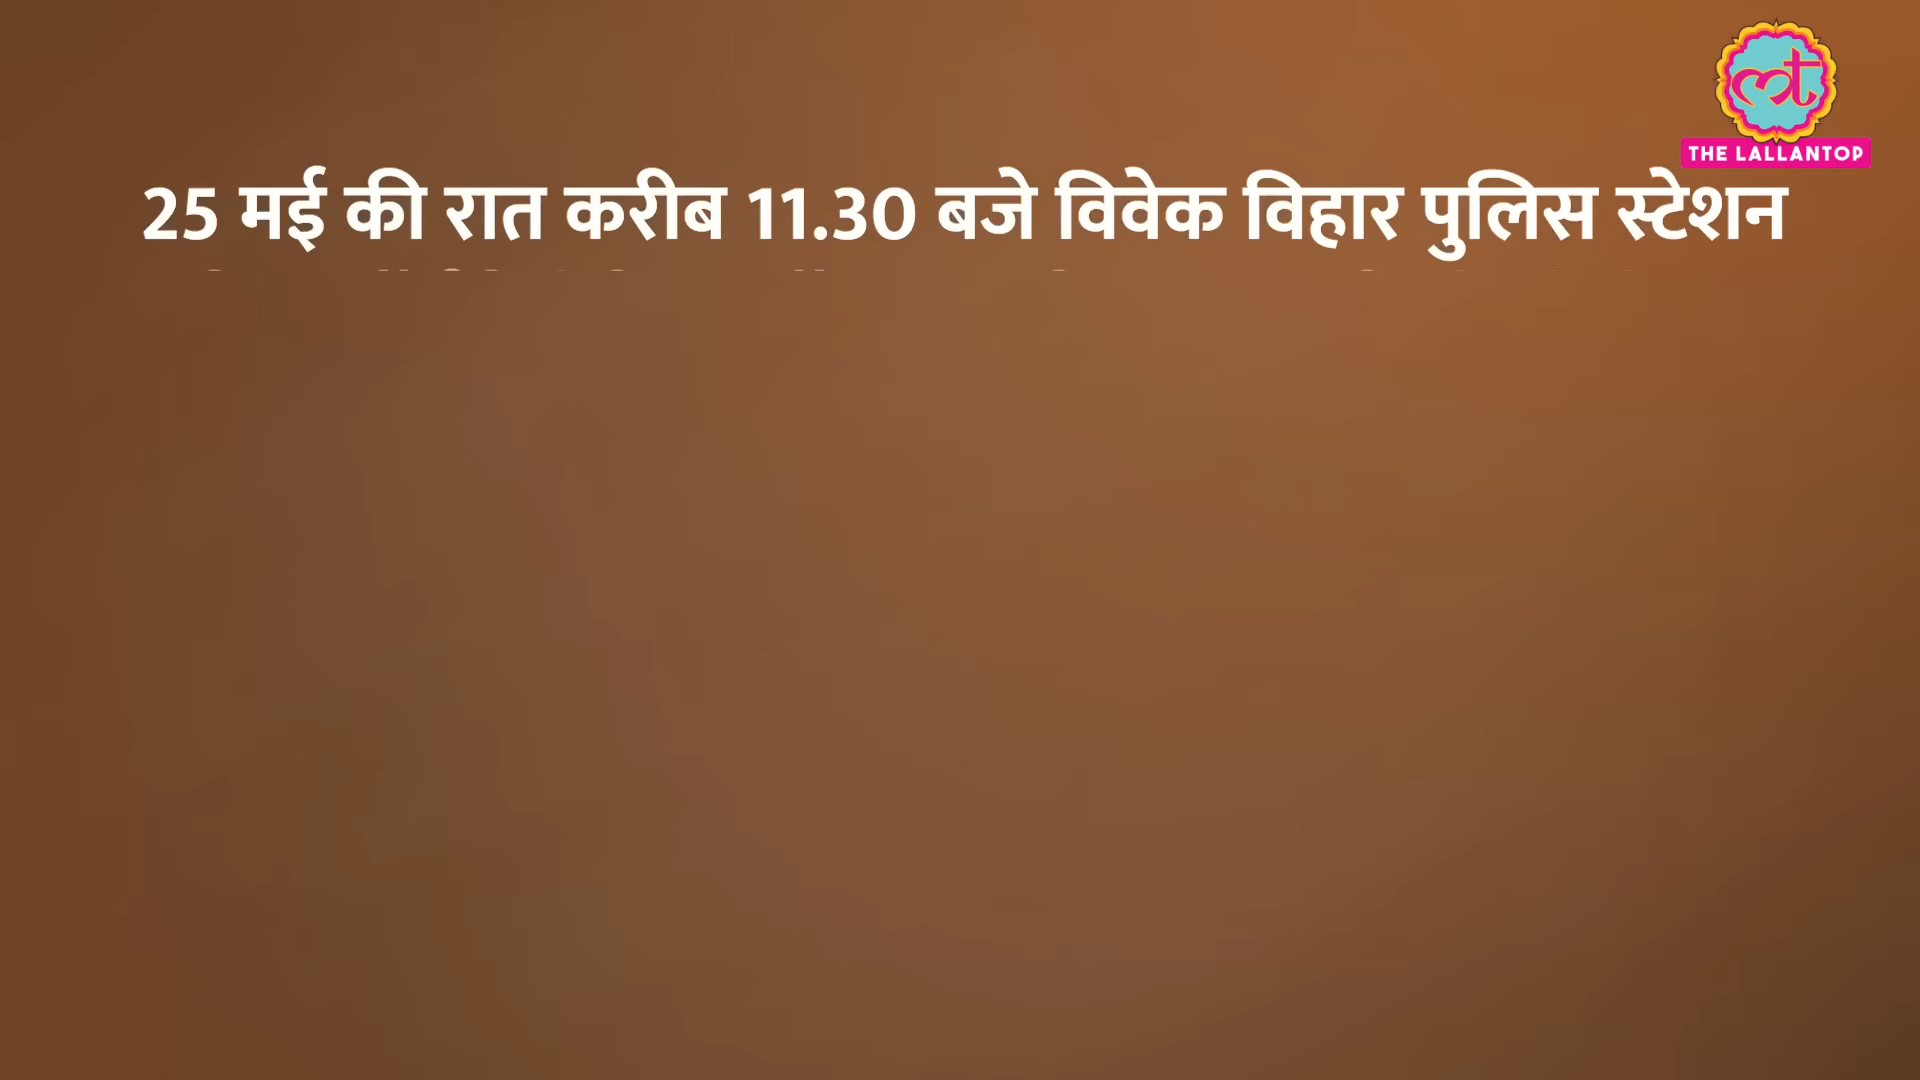 THE LALLANTOP
25 मई की रात करीब 11.30 बजे विवेक विहार पुलिस स्टेशन